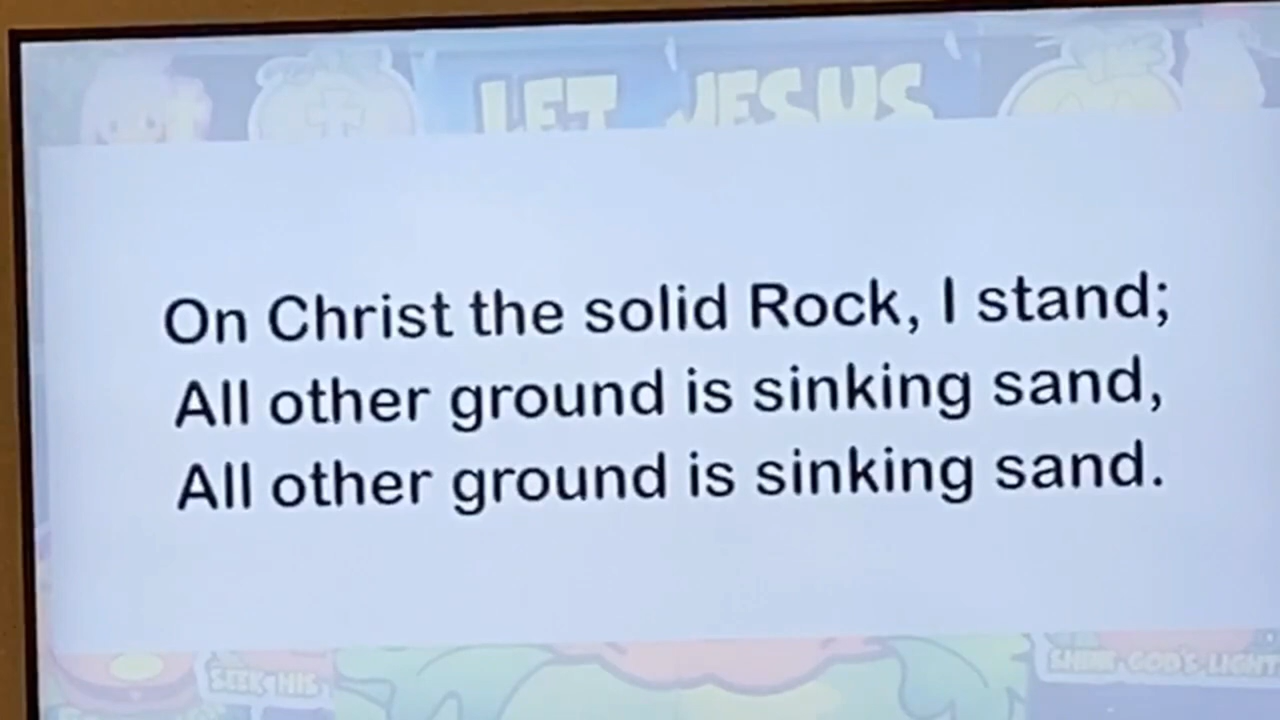 LET JESUS
On Christ the solid Rock, I stand;
All other ground is sinking sand,
All other ground is sinking sand.
SEEK HIS
SHINE GOD'S LIGHT